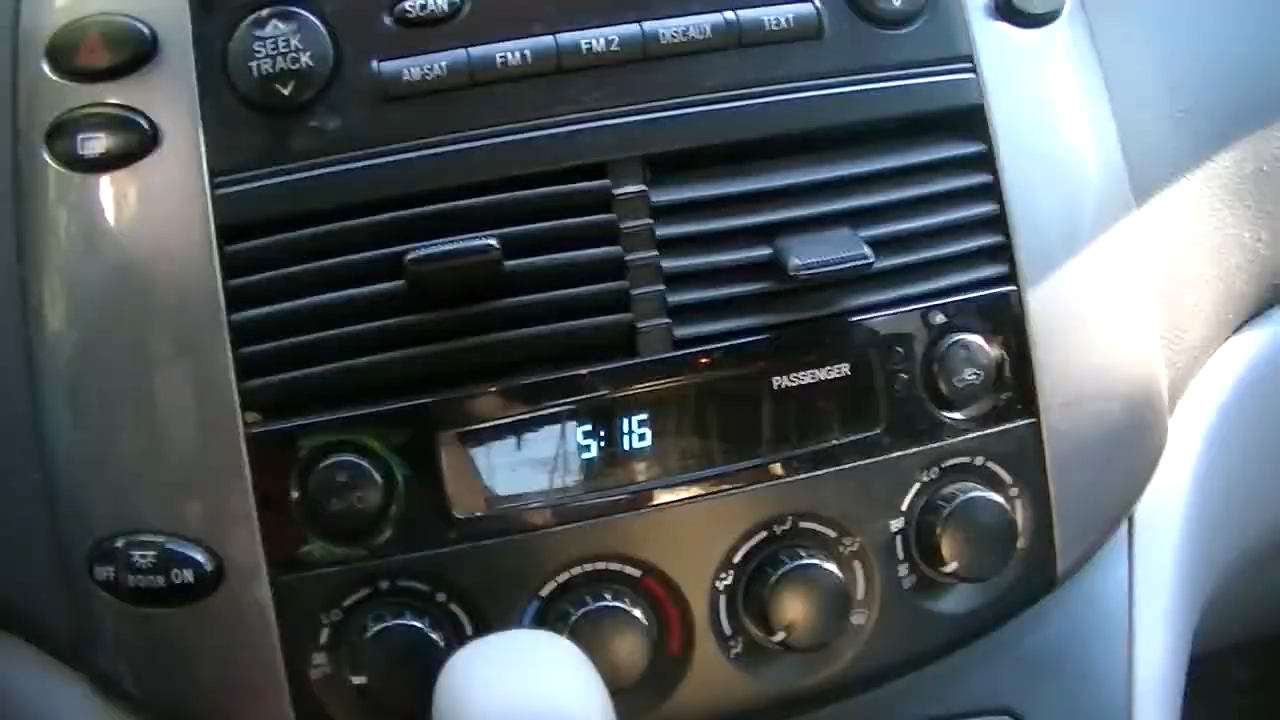 SCAN
SEEK
TRACK
AM·SAT
FM1
FM2
DISC·AUX
TEXT
PASSENGER
5:16
OFF
ON